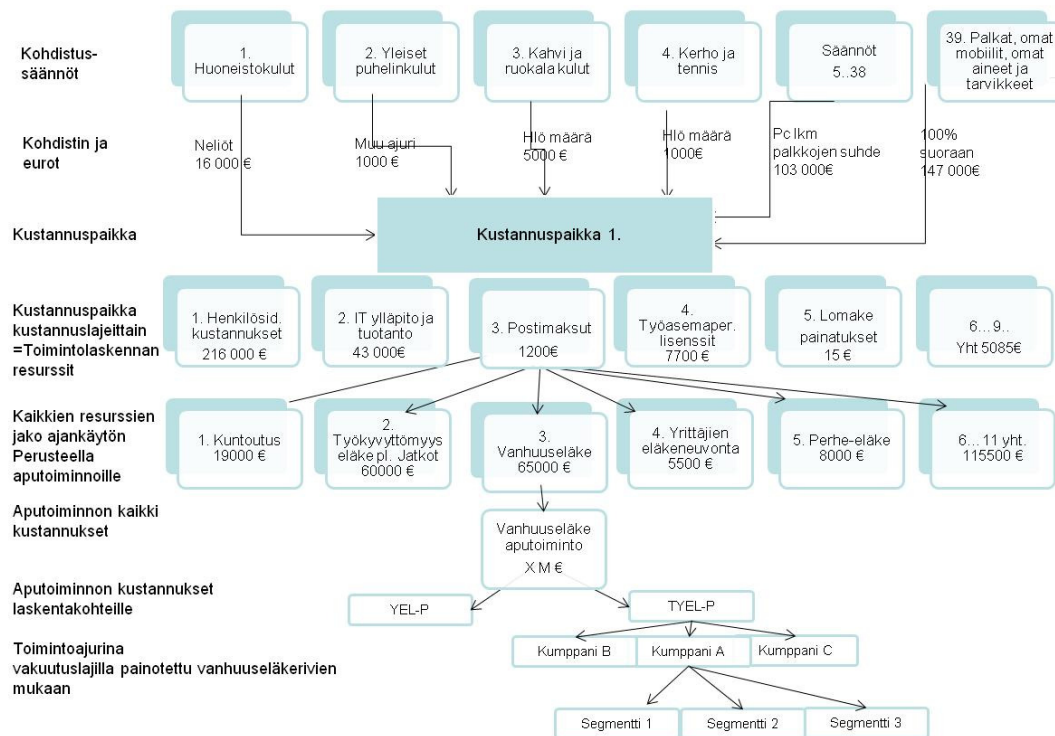 Kohdistus-
säännöt
1.
Huoneistokulut
2. Yleiset
puhelinkulut
3. Kahvi ja
ruokala kulut
4. Kerho ja
tennis
Säännöt
5..38
39. Palkat, omat
mobiilit, omat
aineet ja
tarvikkeet
Kohdistin ja
eurot
Neliöt
16 000 €
Muu ajuri
1000 €
Hlö määrä
5000 €
Hlö määrä
1000€
Pc lkm
palkkojen suhde
103 000€
100%
suoraan
147 000€
Kustannuspaikka
Kustannuspaikka 1.
Kustannuspaikka
kustannuslajeittain
=Toimintolaskennan
resurssit
1. Henkilösid.
kustannukset
216 000 €
2. IT ylläpito ja
tuotanto
43 000€
3. Postimaksut
1200€
4.
Työasemaper.
lisenssit
7700 €
5. Lomake
painatukset
15 €
6... 9..
Yht 5085€
Kaikkien resurssien
jako ajankäytön
Perusteella
aputoiminnoille
1. Kuntoutus
19000 €
2.
Työkyvyttömyys
eläke pl. Jatkot
60000 €
3.
Vanhuuseläke
65000 €
4. Yrittäjien
eläkeneuvonta
5500 €
5. Perhe-eläke
8000 €
6... 11 yht.
115500 €
Aputoiminnon kaikki
kustannukset
Vanhuuseläke
aputoiminto
X M €
Aputoiminnon kustannukset
laskentakohteille
YEL-P
TYEL-P
Toimintoajurina
vakuutuslajilla painotettu vanhuuseläkerivien
mukaan
Kumppani B
Kumppani A
Kumppani C
Segmentti 1
Segmentti 2
Segmentti 3